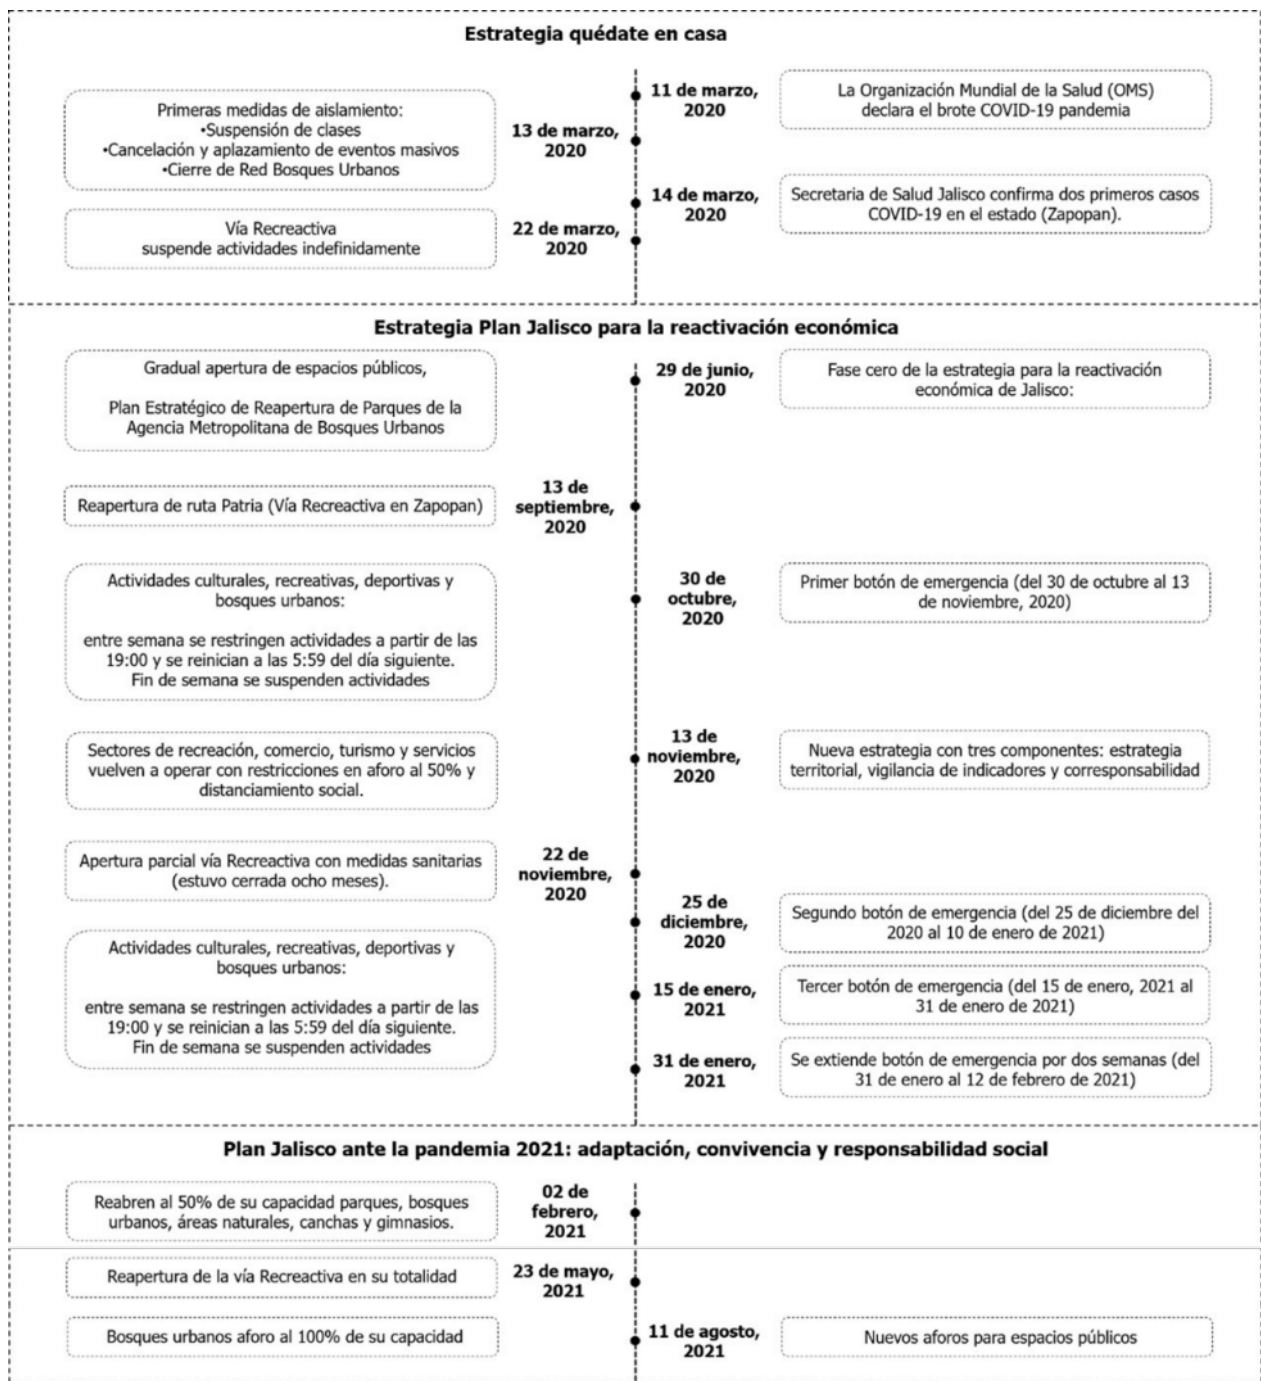 Estrategia quédate en casa
11 de marzo,
2020
La Organización Mundial de la Salud (OMS)
declara el brote COVID-19 pandemia
Primeras medidas de aislamiento:
•Suspensión de clases
•Cancelación y aplazamiento de eventos masivos
•Cierre de Red Bosques Urbanos
13 de marzo,
2020
14 de marzo,
2020
Secretaria de Salud Jalisco confirma dos primeros casos
COVID-19 en el estado (Zapopan).
Vía Recreactiva
suspende actividades indefinidamente
22 de marzo,
2020
Estrategia Plan Jalisco para la reactivación económica
Gradual apertura de espacios públicos,
Plan Estratégico de Reapertura de Parques de la
Agencia Metropolitana de Bosques Urbanos
29 de junio,
2020
Fase cero de la estrategia para la reactivación
económica de Jalisco:
Reapertura de ruta Patria (Vía Recreactiva en Zapopan)
13 de
septiembre,
2020
Actividades culturales, recreativas, deportivas y
bosques urbanos:
entre semana se restringen actividades a partir de las
19:00 y se reinician a las 5:59 del día siguiente.
Fin de semana se suspenden actividades
30 de
octubre,
2020
Primer botón de emergencia (del 30 de octubre al 13
de noviembre, 2020)
Sectores de recreación, comercio, turismo y servicios
vuelven a operar con restricciones en aforo al 50% y
distanciamiento social.
13 de
noviembre,
2020
Nueva estrategia con tres componentes: estrategia
territorial, vigilancia de indicadores y corresponsabilidad
Apertura parcial vía Recreactiva con medidas sanitarias
(estuvo cerrada ocho meses).
22 de
noviembre,
2020
25 de
diciembre,
2020
Segundo botón de emergencia (del 25 de diciembre del
2020 al 10 de enero de 2021)
Actividades culturales, recreativas, deportivas y
bosques urbanos:
entre semana se restringen actividades a partir de las
19:00 y se reinician a las 5:59 del día siguiente.
Fin de semana se suspenden actividades
15 de enero,
2021
Tercer botón de emergencia (del 15 de enero, 2021 al
31 de enero de 2021)
31 de enero,
2021
Se extiende botón de emergencia por dos semanas (del
31 de enero al 12 de febrero de 2021)
Plan Jalisco ante la pandemia 2021: adaptación, convivencia y responsabilidad social
Reabren al 50% de su capacidad parques, bosques
urbanos, áreas naturales, canchas y gimnasios.
02 de
febrero,
2021
Reapertura de la vía Recreactiva en su totalidad
23 de mayo,
2021
Bosques urbanos aforo al 100% de su capacidad
11 de agosto,
2021
Nuevos aforos para espacios públicos